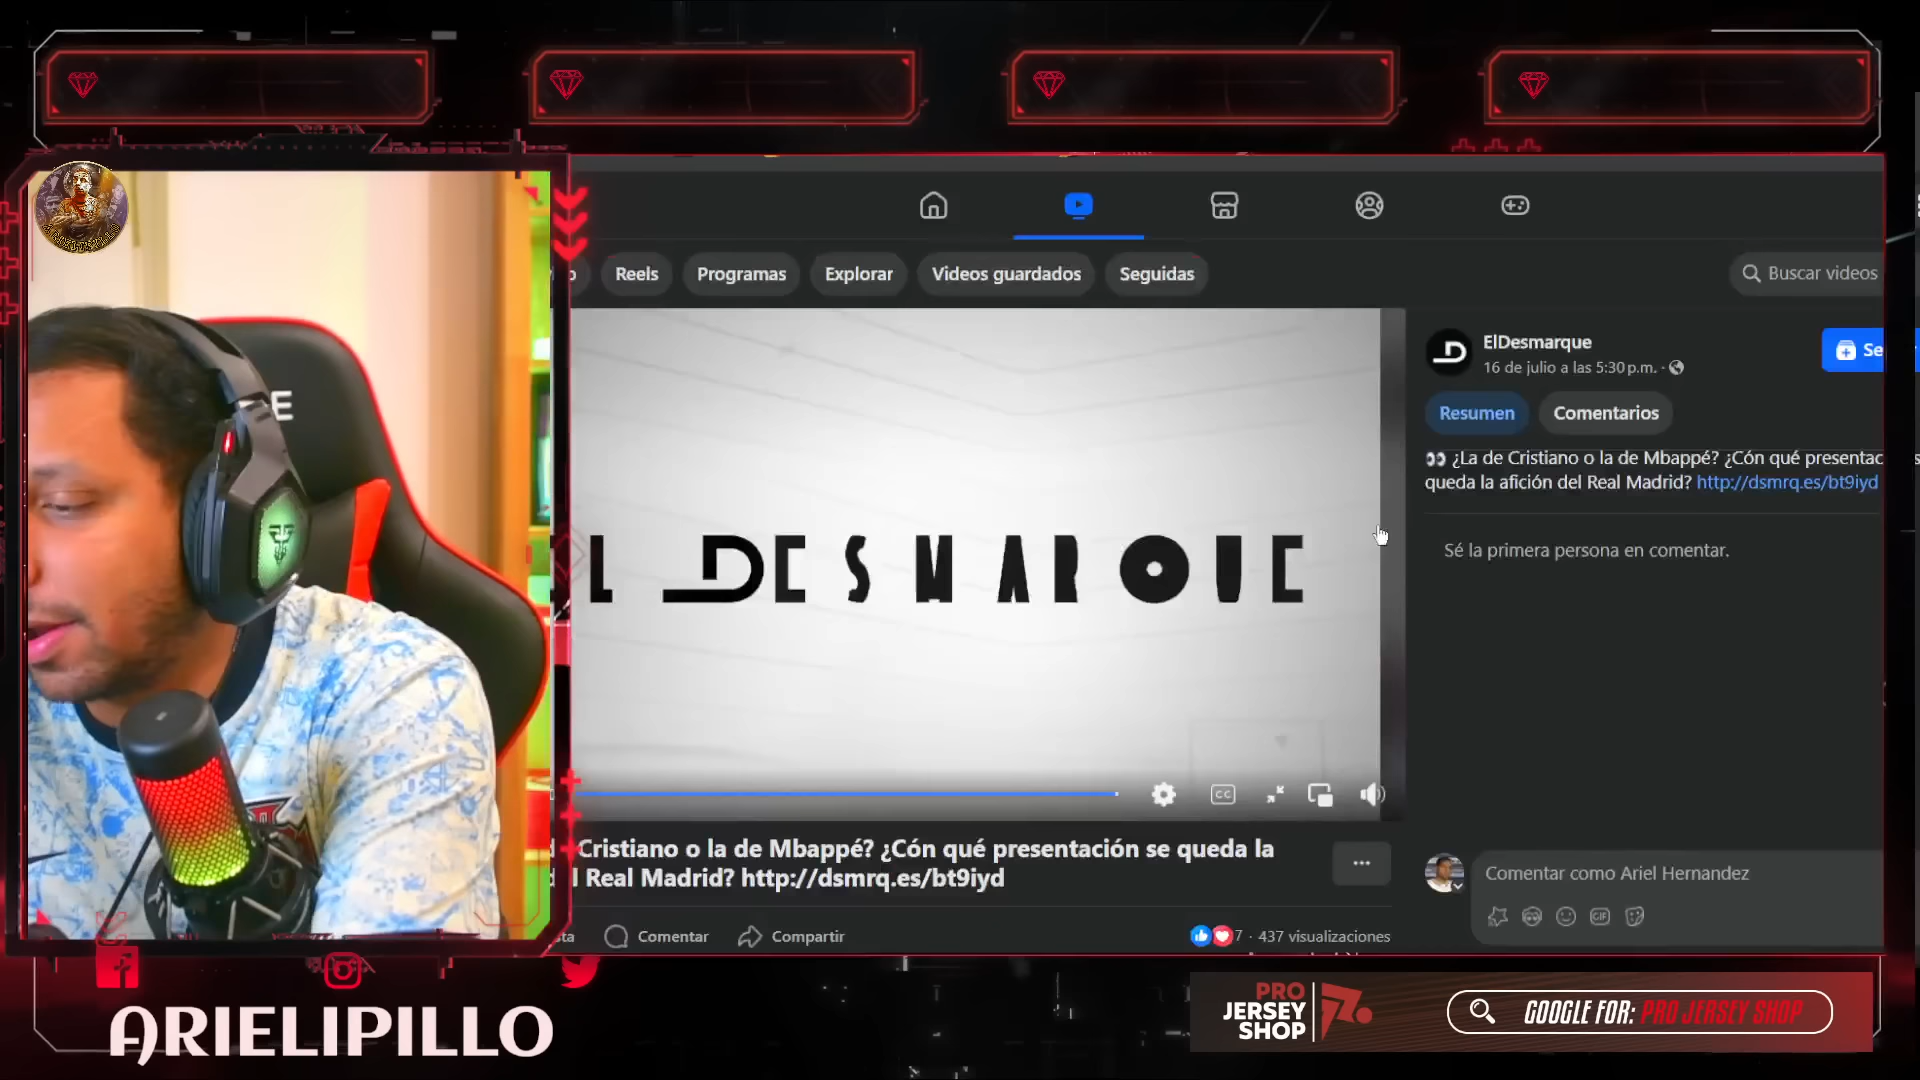 Reels
Programas
Explorar
Videos guardados
Seguidas
Buscar videos
ElDesmarque
16 de julio a las 5:30 p.m. ·
Se
Resumen
Comentarios
¿La de Cristiano o la de Mbappé? ¿Cón qué presentac
queda la afición del Real Madrid? http://dsmrq.es/bt9iyd
Sé la primera persona en comentar.
L DESMARQUE
CC
Cristiano o la de Mbappé? ¿Cón qué presentación se queda la
l Real Madrid? http://dsmrq.es/bt9iyd
Comentar
Compartir
7 · 437 visualizaciones
Comentar como Ariel Hernandez
GIF
E
ARIELIPILLO
PRO
JERSEY
SHOP
GOOGLE FOR: PRO JERSEY SHOP